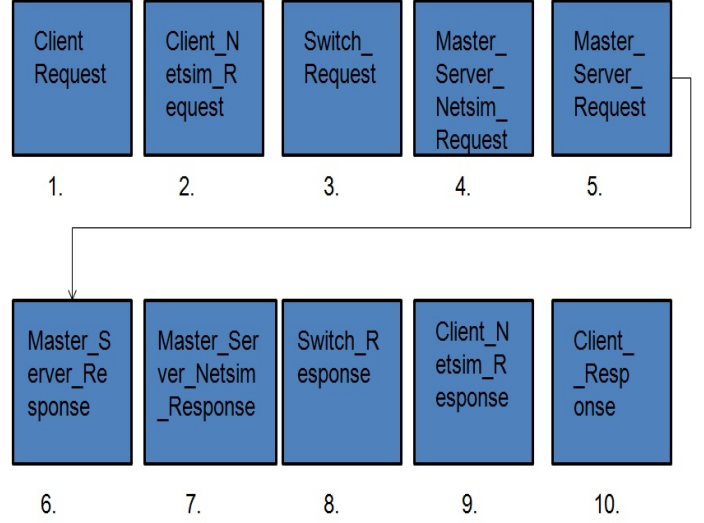 Client
Request
Client_N
etsim_R
equest
Switch_
Request
Master_
Server_
Netsim_
Request
Master_
Server_
Request
1.
2.
3.
4.
5.
Master_S
erver_Re
sponse
Master_Ser
ver_Netsim
_Response
Switch_R
esponse
Client_N
etsim_R
esponse
Client_
_Resp
onse
6.
7.
8.
9.
10.